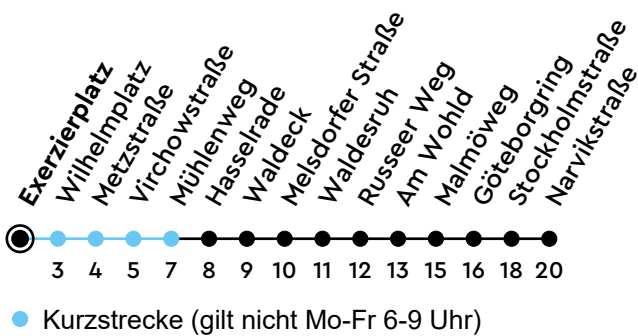 Exerzierplatz
Wilhelmplatz
Metzstraße
Virchowstraße
Mühlenweg
Hasselrade
Waldeck
Melsdorfer Straße
Waldesruh
Russeer Weg
Am Wohld
Malmöweg
Göteborgring
Stockholmstraße
Narvikstraße
3 4 5 7 8 9 10 11 12 13 15 16 18 20
Kurzstrecke (gilt nicht Mo-Fr 6-9 Uhr)